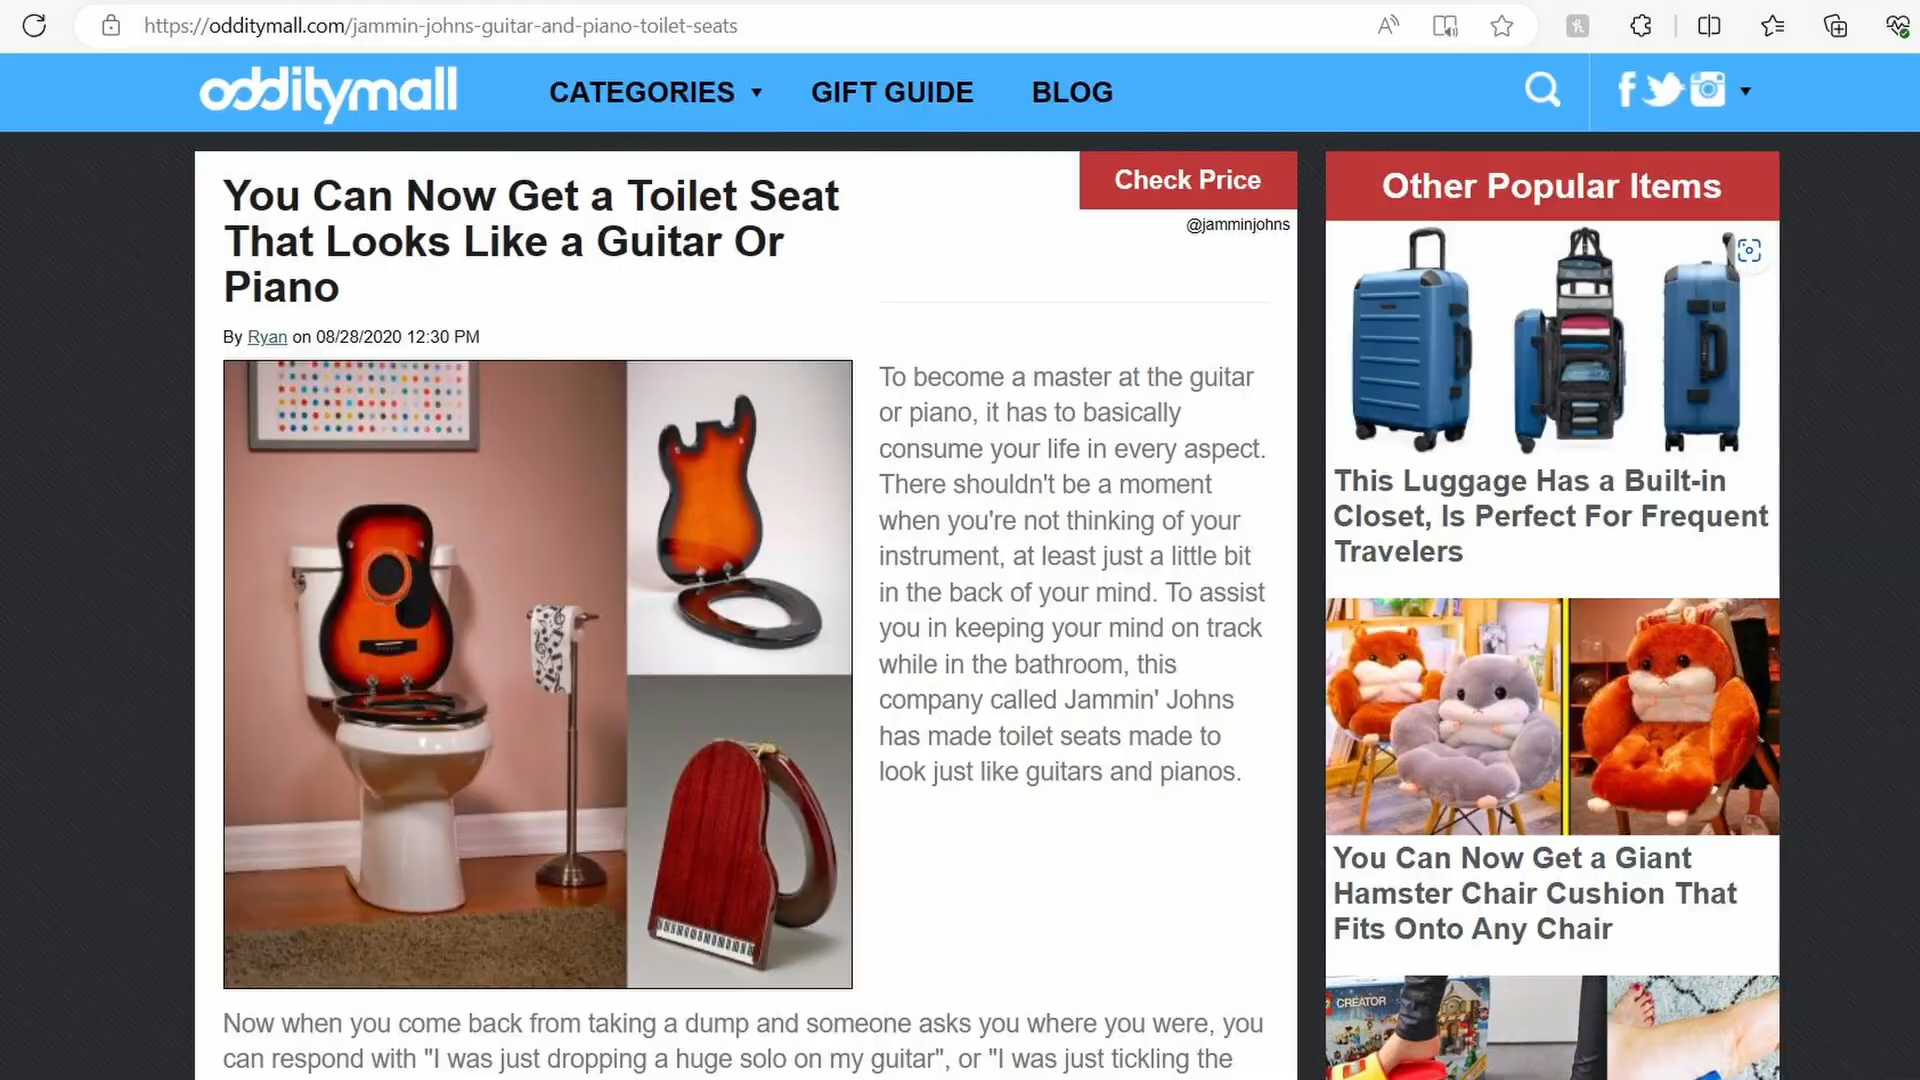 https://odditymall.com/jammin-johns-guitar-and-piano-toilet-seats
odditymall
CATEGORIES
GIFT GUIDE
BLOG
You Can Now Get a Toilet Seat
That Looks Like a Guitar Or
Piano
By Ryan on 08/28/2020 12:30 PM
Check Price
@jamminjohns
To become a master at the guitar
or piano, it has to basically
consume your life in every aspect.
There shouldn't be a moment
when you're not thinking of your
instrument, at least just a little bit
in the back of your mind. To assist
you in keeping your mind on track
while in the bathroom, this
company called Jammin' Johns
has made toilet seats made to
look just like guitars and pianos.
Now when you come back from taking a dump and someone asks you where you were, you
can respond with "I was just dropping a huge solo on my guitar", or "I was just tickling the
Other Popular Items
This Luggage Has a Built-in
Closet, Is Perfect For Frequent
Travelers
You Can Now Get a Giant
Hamster Chair Cushion That
Fits Onto Any Chair
CREATOR